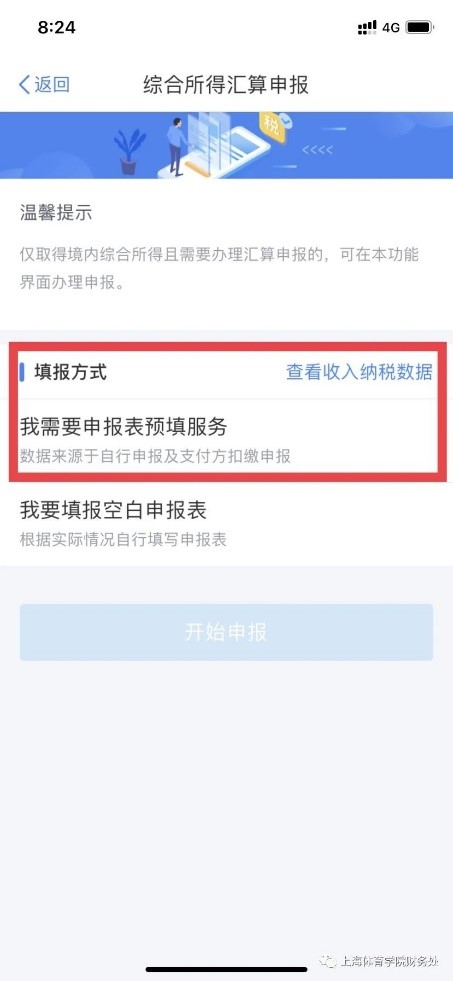 8:24
4G
返回
综合所得汇算申报
税
温馨提示
仅取得境内综合所得且需要办理汇算申报的，可在本功能
界面办理申报。
填报方式
查看收入纳税数据
我需要申报表预填服务
数据来源于自行申报及支付方扣缴申报
我要填报空白申报表
根据实际情况自行填写申报表
开始申报
上海体育学院财务处